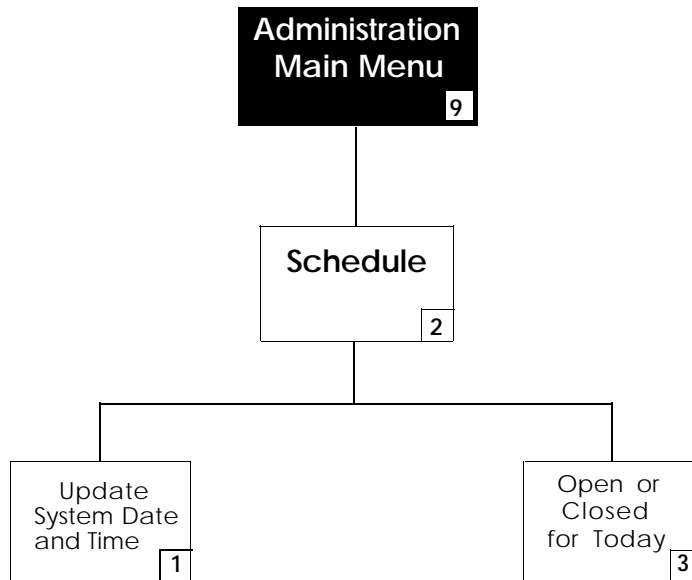 Administration
Main Menu
9
Schedule
2
Update
System Date
and Time
1
Open or
Closed
for Today
3